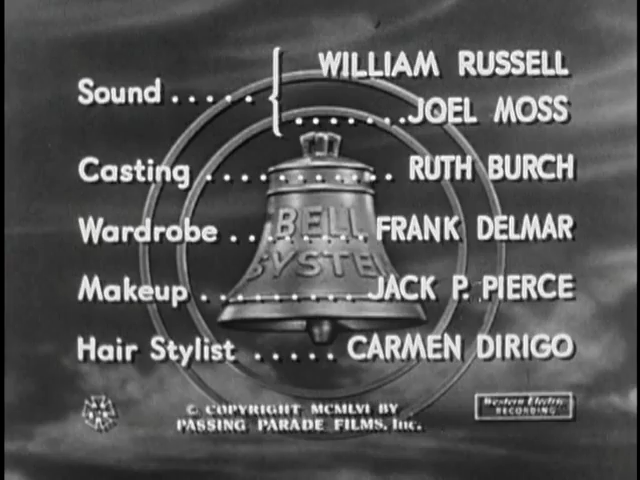 Sound ..... { WILLIAM RUSSELL
.......JOEL MOSS
Casting .......... RUTH BURCH
Wardrobe ....... FRANK DELMAR
Makeup .......... JACK P. PIERCE
Hair Stylist ..... CARMEN DIRIGO
BELL
SYSTEM
© COPYRIGHT MCMLVI BY
PASSING PARADE FILMS, Inc.
Western Electric
RECORDING